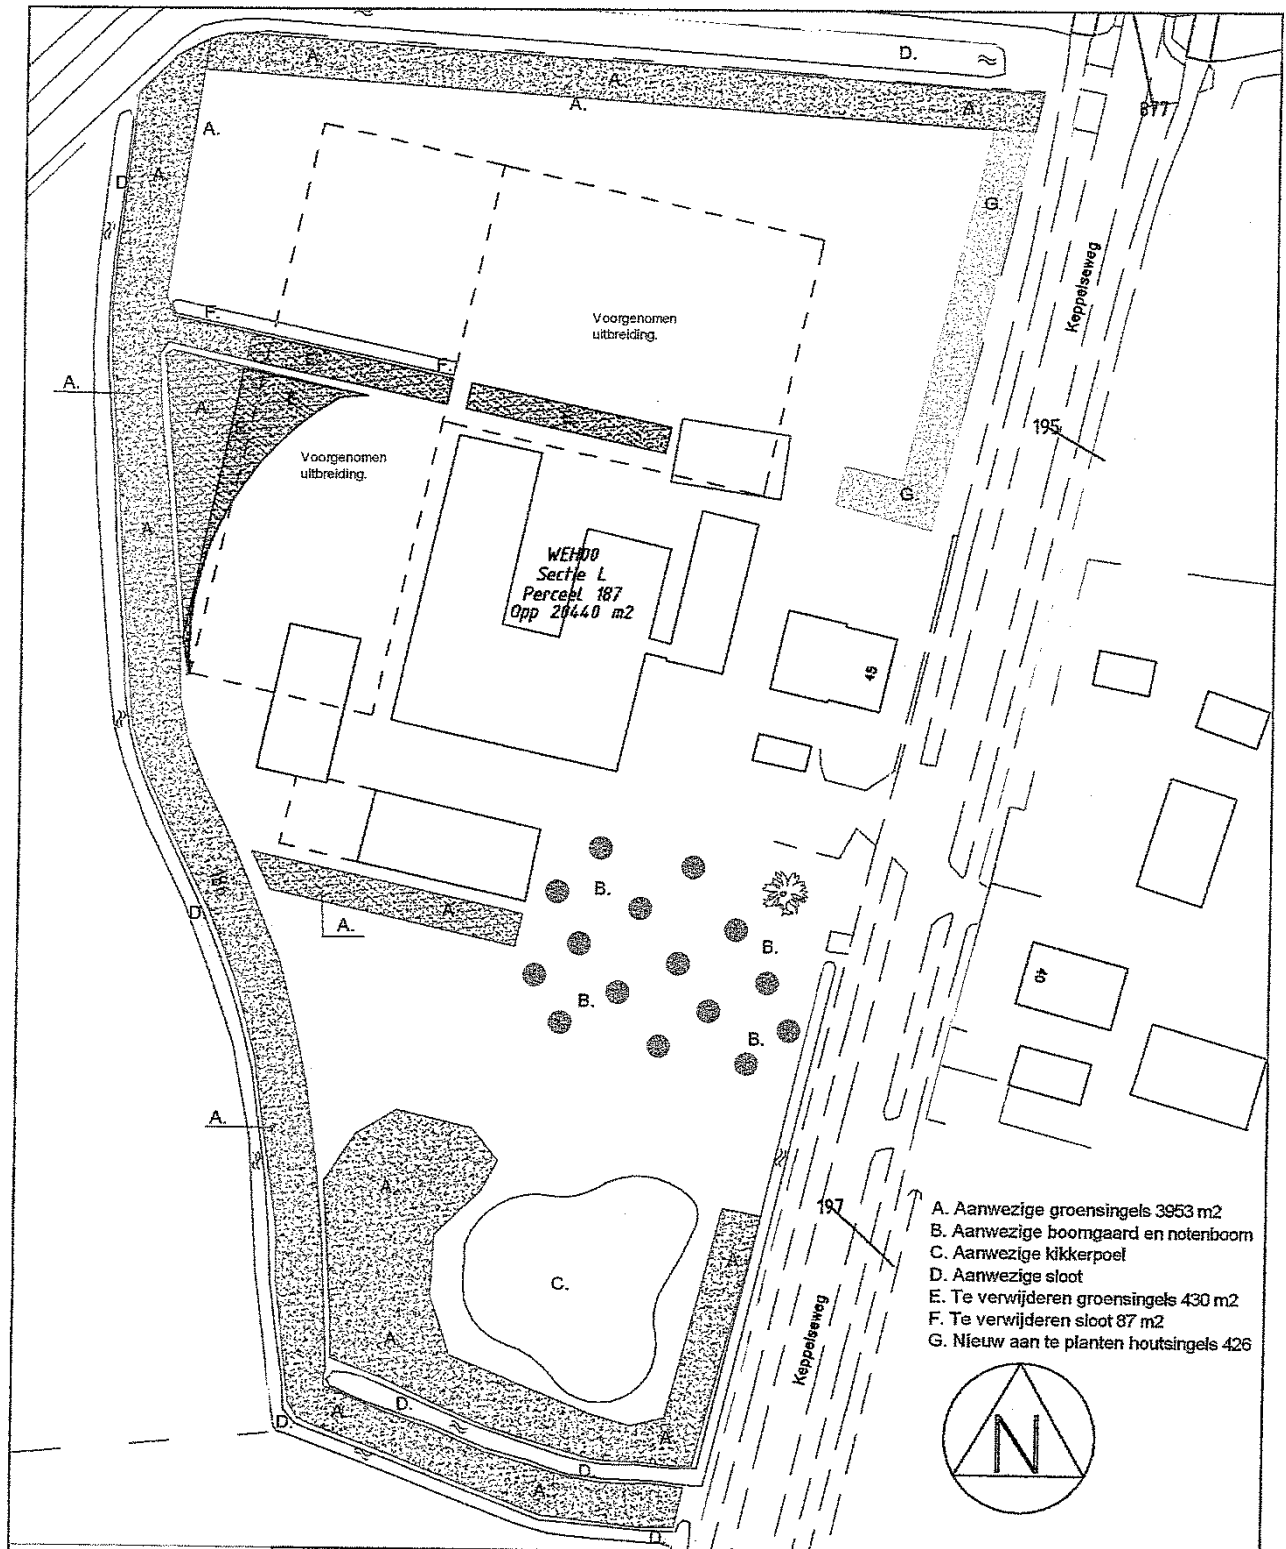 D.
A.
A.
A.
A.
877
A.
D.
A.
G.
Keppelseweg
F.
Voorgenomen
uitbreiding.
F.
E.
A.
A.
E.
E.
195
Voorgenomen
uitbreiding.
G.
A.
WEH00
Sectie L
Perceel 187
Opp 20440 m2
45
A.
B.
D.
A.
A.
B.
40
B.
B.
A.
A.
197
A. Aanwezige groensingels 3953 m2
B. Aanwezige boomgaard en notenboom
C. Aanwezige kikkerpoel
D. Aanwezige sloot
E. Te verwijderen groensingels 430 m2
F. Te verwijderen sloot 87 m2
G. Nieuw aan te planten houtsingels 426
A.
C.
Keppelseweg
A.
D.
A.
D.
A.
D.
A.
D.
N